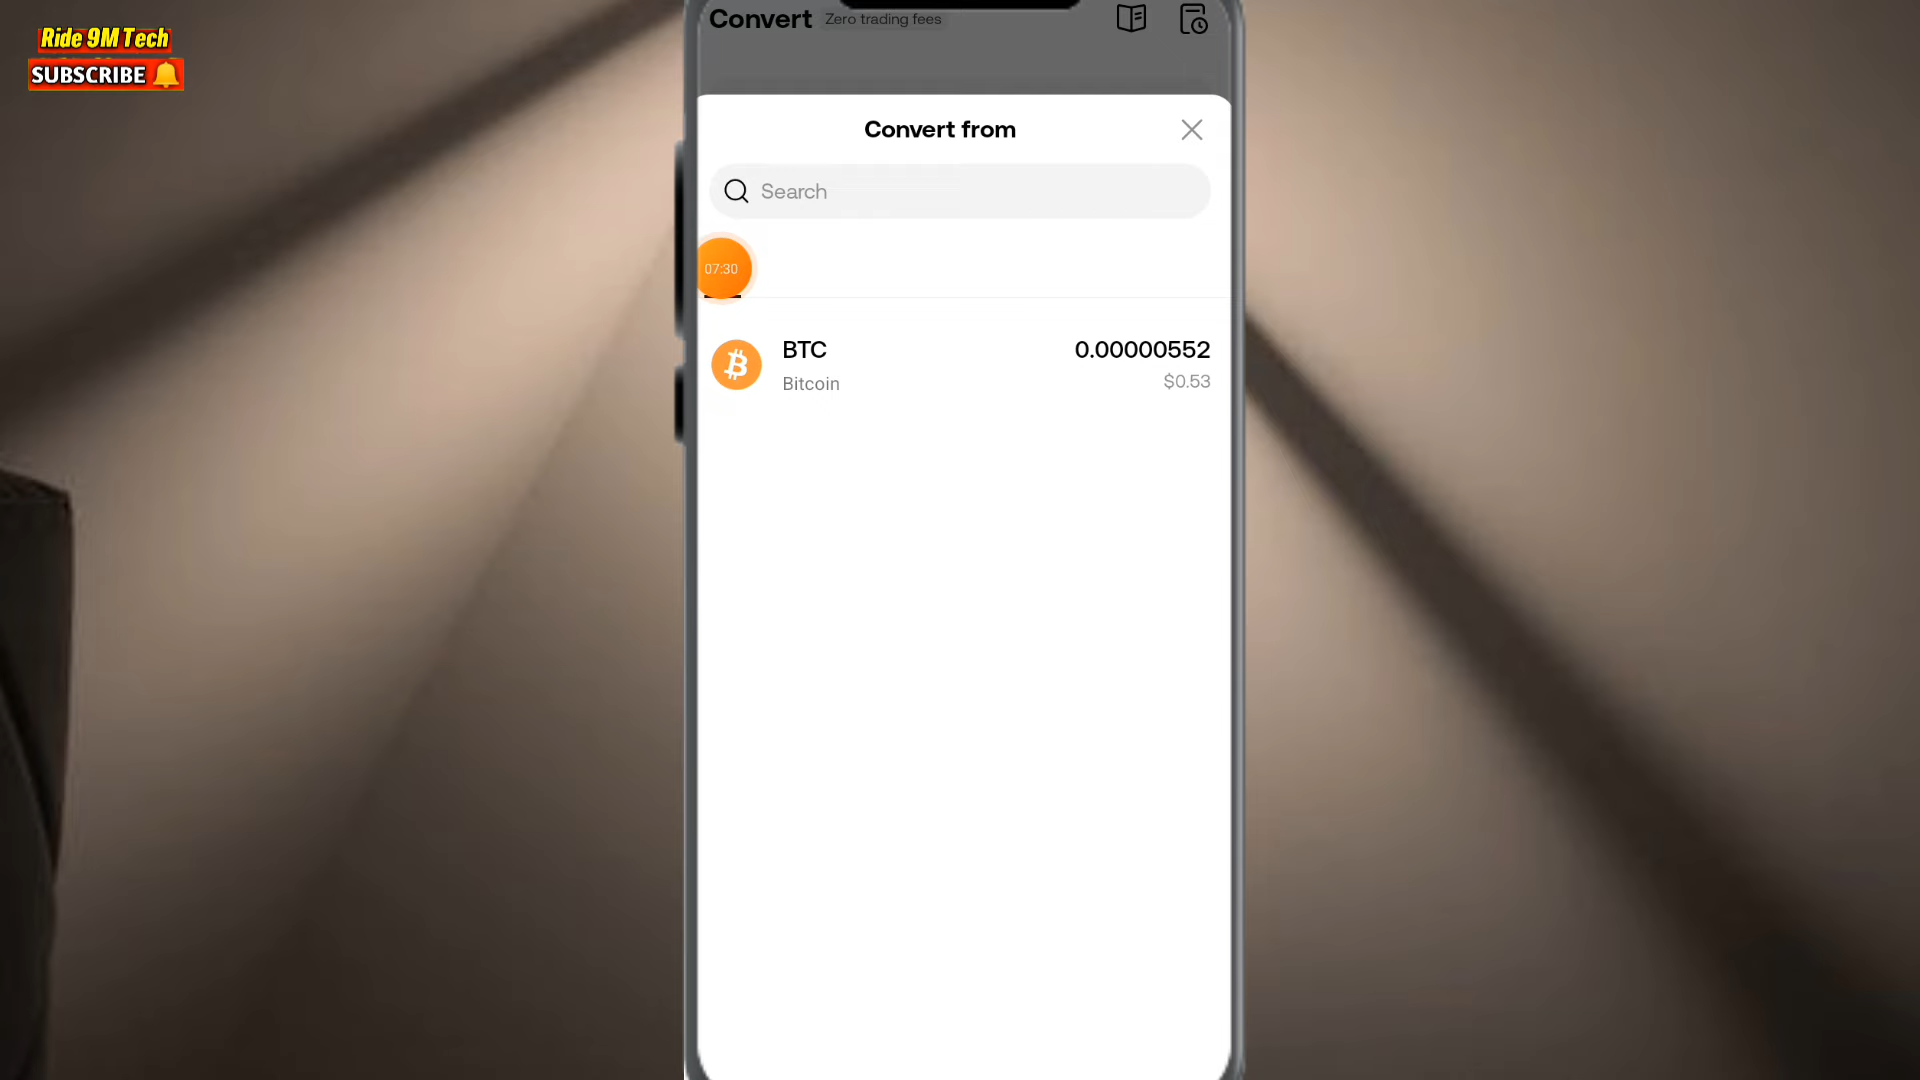 Ride 9M Tech
SUBSCRIBE
Convert Zero trading fees
Convert from
Search
07:30
BTC 0.00000552
Bitcoin $0.53